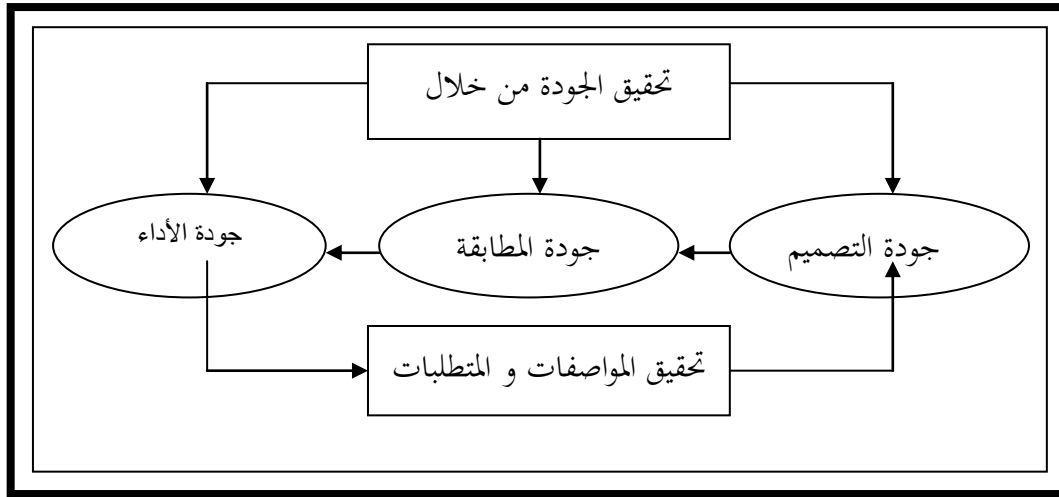 تحقيق الجودة من خلال
جودة التصميم
جودة المطابقة
جودة الأداء
تحقيق المواصفات و المتطلبات